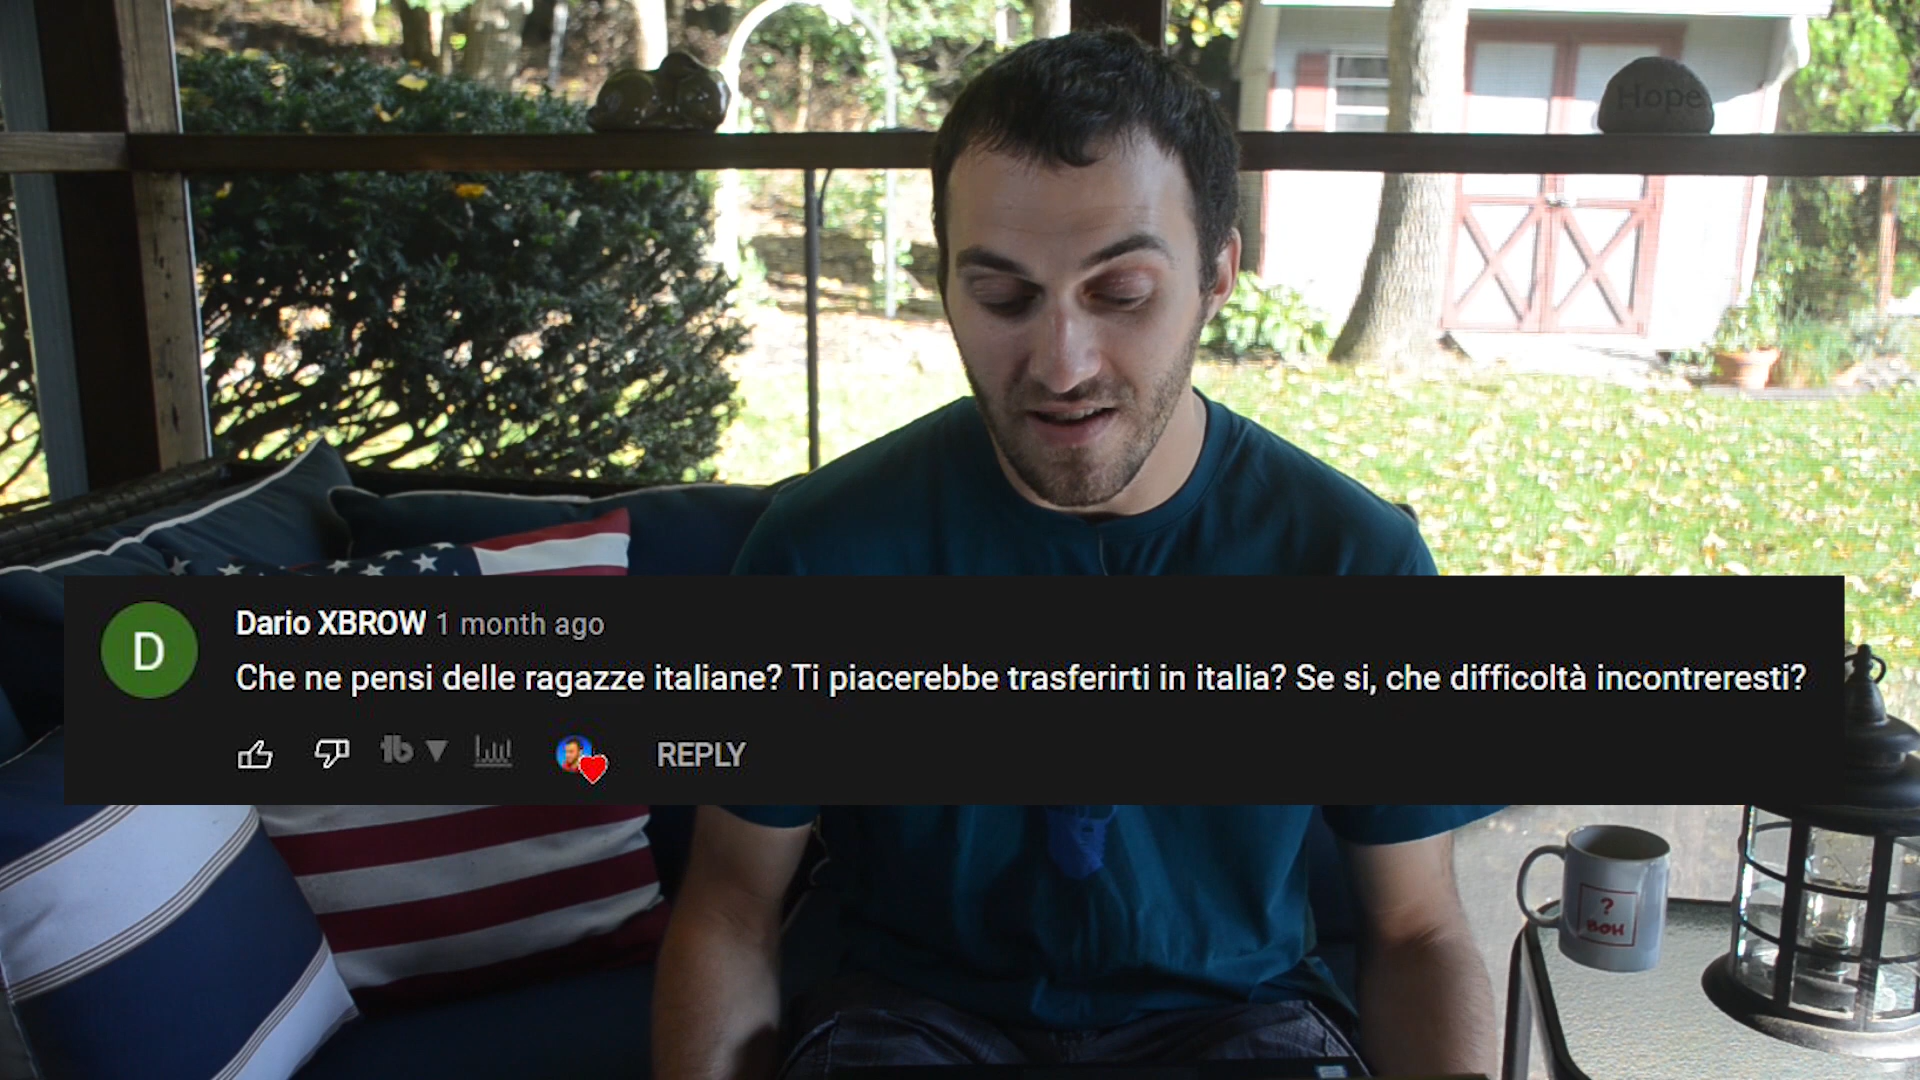 Hope
Dario XBROW 1 month ago
Che ne pensi delle ragazze italiane? Ti piacerebbe trasferirti in italia? Se si, che difficoltà incontreresti?
REPLY
D
tb
?
BOH